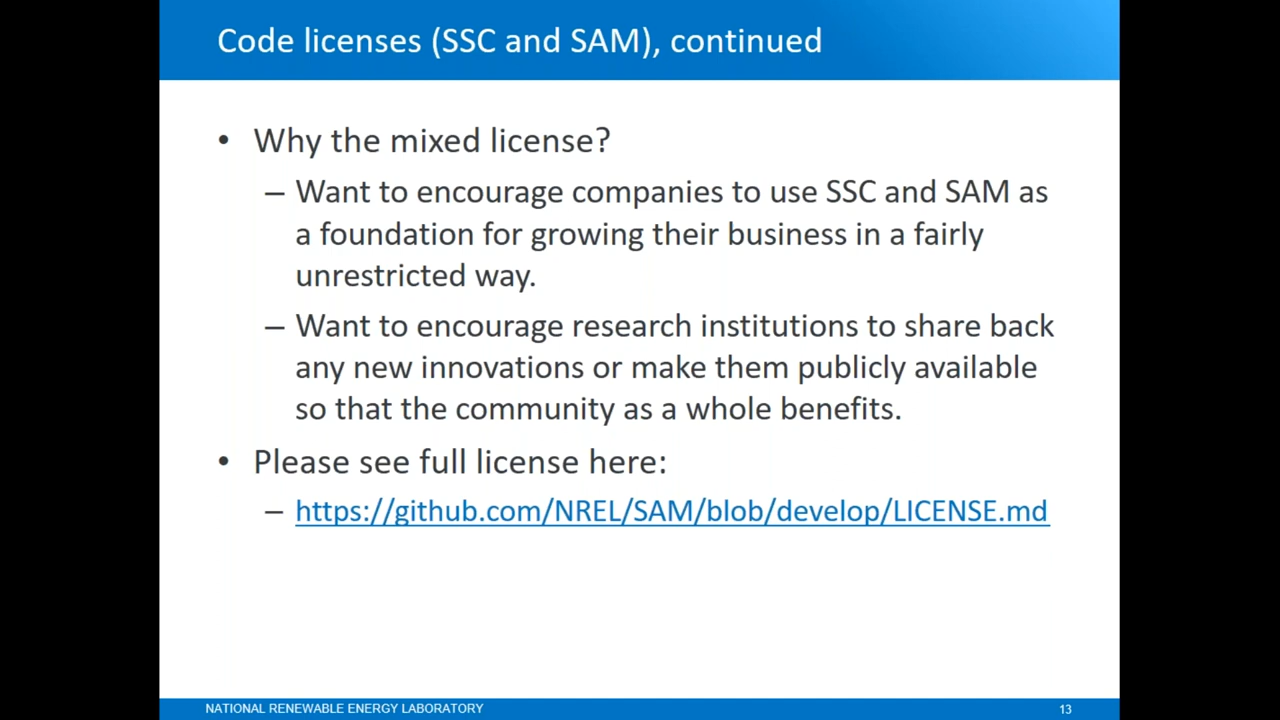 Code licenses (SSC and SAM), continued
• Why the mixed license?
– Want to encourage companies to use SSC and SAM as
a foundation for growing their business in a fairly
unrestricted way.
– Want to encourage research institutions to share back
any new innovations or make them publicly available
so that the community as a whole benefits.
• Please see full license here:
– https://github.com/NREL/SAM/blob/develop/LICENSE.md
NATIONAL RENEWABLE ENERGY LABORATORY
13